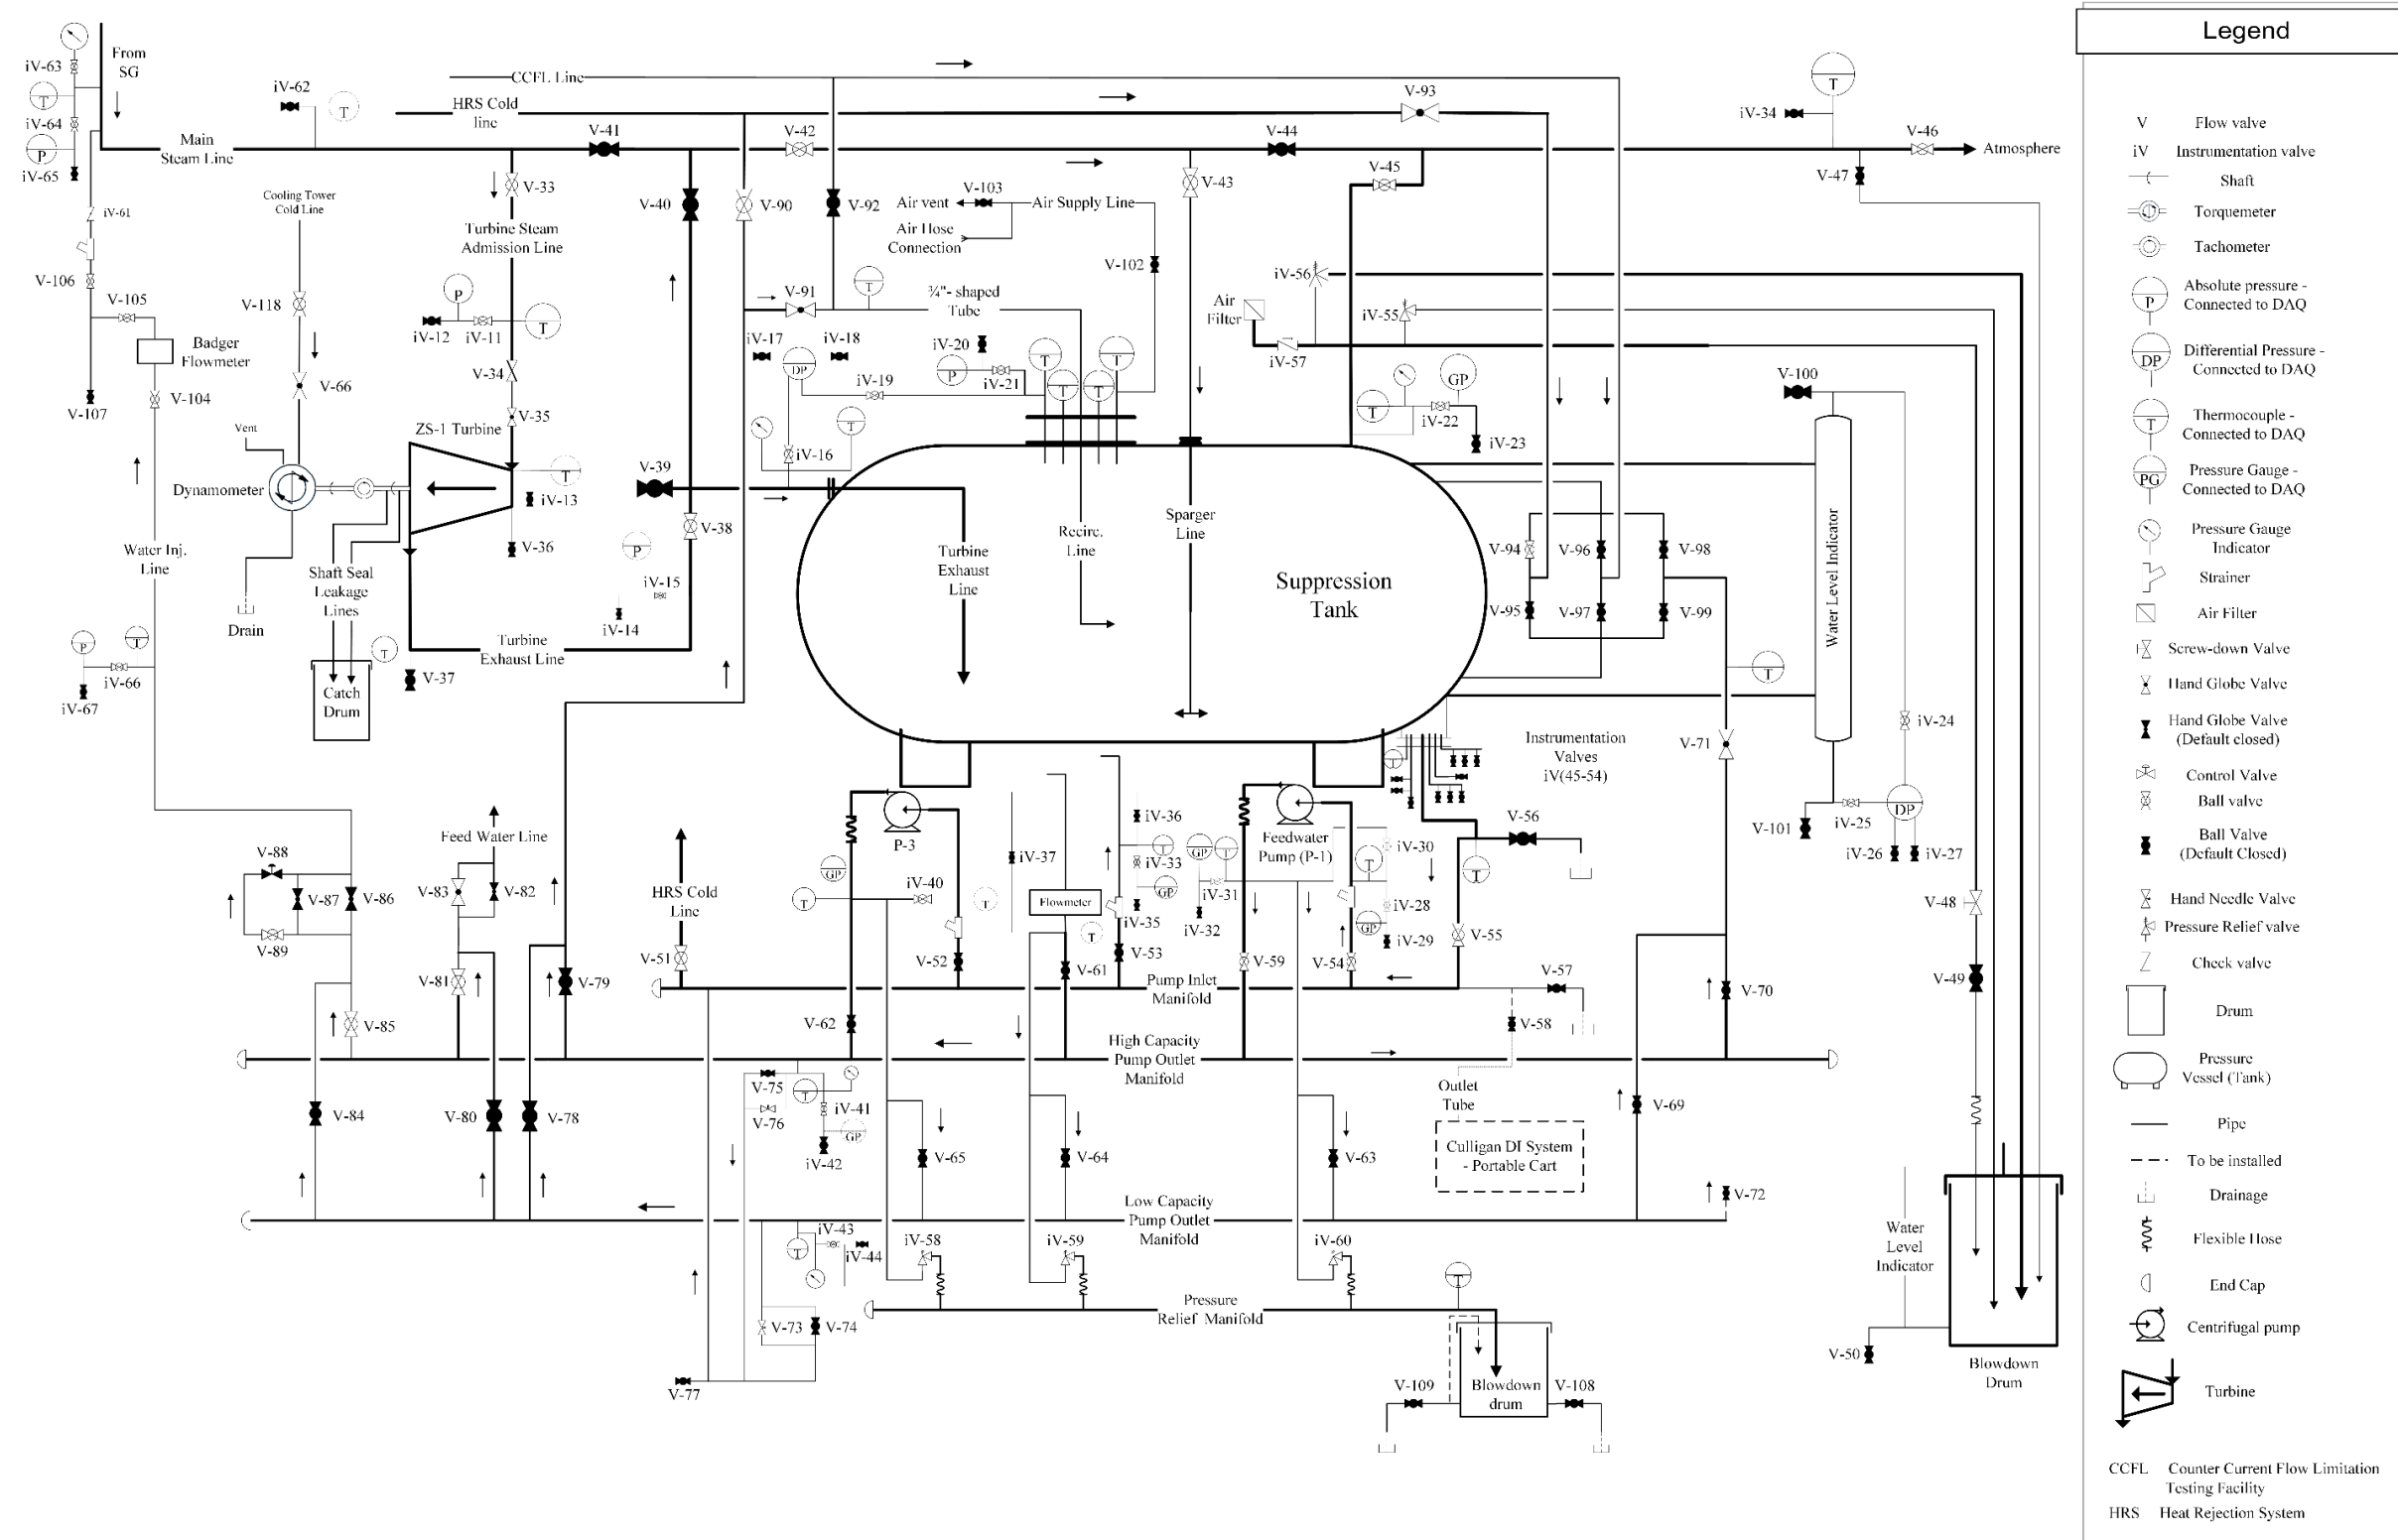 Legend
From
SG
iV-63
T
iV-64
P
iV-65
iV-62
T
CCFL Line
HRS Cold
line
V-93
T
iV-34
V-46
Atmosphere
V-47
Main
Steam Line
V-41
V-42
V-44
V-45
V-33
V-43
iV-61
Cooling Tower
Cold Line
V-40
V-90
V-92
V-103
Air vent
Air Supply Line
Air Hose
Connection
Turbine Steam
Admission Line
V-102
V-106
V-105
V-118
P
iV-12
iV-11
T
V-91
T
¾"- shaped
Tube
iV-56
Air
Filter
iV-55
iV-57
Badger
Flowmeter
V-66
V-34
iV-17
iV-18
DP
iV-19
iV-20
P
iV-21
T
T
T
T
GP
T
iV-22
iV-23
V-100
V-107
V-104
V-35
ZS-1 Turbine
Vent
T
iV-16
Dynamometer
T
iV-13
V-39
V-38
V-36
P
iV-15
iV-14
Water Inj.
Line
Shaft Seal
Leakage
Lines
Drain
Turbine
Exhaust Line
Turbine
Exhaust
Line
Recirc.
Line
Sparger
Line
Suppression
Tank
V-94
V-96
V-98
V-95
V-97
V-99
Water Level Indicator
T
P
T
iV-66
iV-67
T
V-37
Catch
Drum
V-71
iV-24
Instrumentation
Valves
iV(45-54)
T
V-56
V-101
iV-25
DP
iV-26
iV-27
Feed Water Line
P-3
Feedwater
Pump (P-1)
iV-36
T
iV-33
GP
iV-35
iV-37
GP
T
iV-31
iV-32
T
iV-30
iV-28
GP
iV-29
T
V-88
V-87
V-86
V-89
V-83
V-82
HRS Cold
Line
GP
T
iV-40
T
Flowmeter
T
V-48
V-55
V-51
V-52
V-61
V-53
V-59
V-54
V-57
V-49
V-81
V-79
Pump Inlet
Manifold
V-85
V-62
V-58
V-70
High Capacity
Pump Outlet
Manifold
V-75
T
iV-41
V-76
GP
iV-42
Outlet
Tube
Culligan DI System
- Portable Cart
V-69
V-84
V-80
V-78
V-65
V-64
V-63
V-72
Low Capacity
Pump Outlet
Manifold
iV-43
T
iV-44
iV-58
iV-59
iV-60
T
Water
Level
Indicator
V-73
V-74
Pressure
Relief Manifold
V-77
V-109
Blowdown
drum
V-108
V-50
Blowdown
Drum
V Flow valve
iV Instrumentation valve
Shaft
Torquemeter
Tachometer
P Absolute pressure -
Connected to DAQ
DP Differential Pressure -
Connected to DAQ
T Thermocouple -
Connected to DAQ
PG Pressure Gauge -
Connected to DAQ
Pressure Gauge
Indicator
Strainer
Air Filter
Screw-down Valve
Hand Globe Valve
Hand Globe Valve
(Default closed)
Control Valve
Ball valve
Ball Valve
(Default Closed)
Hand Needle Valve
Pressure Relief valve
Check valve
Drum
Pressure
Vessel (Tank)
Pipe
To be installed
Drainage
Flexible Hose
End Cap
Centrifugal pump
Turbine
CCFL Counter Current Flow Limitation
Testing Facility
HRS Heat Rejection System